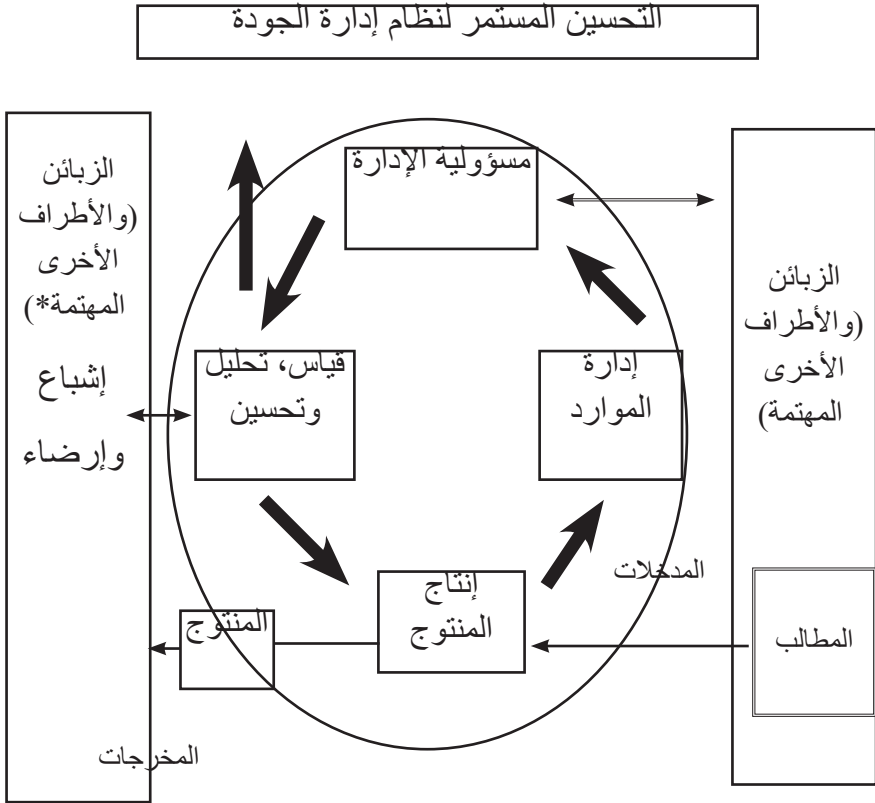 التحسين المستمر لنظام إدارة الجودة
مسؤولية الإدارة
الزبائن
(والأطراف
الأخرى
المهتمة)
المطالب
إدارة
الموارد
المدخلات
إنتاج
المنتوج
قياس، تحليل
وتحسين
المنتوج
الزبائن
(والأطراف
الأخرى
المهتمة*)
إشباع
وإرضاء
المخرجات